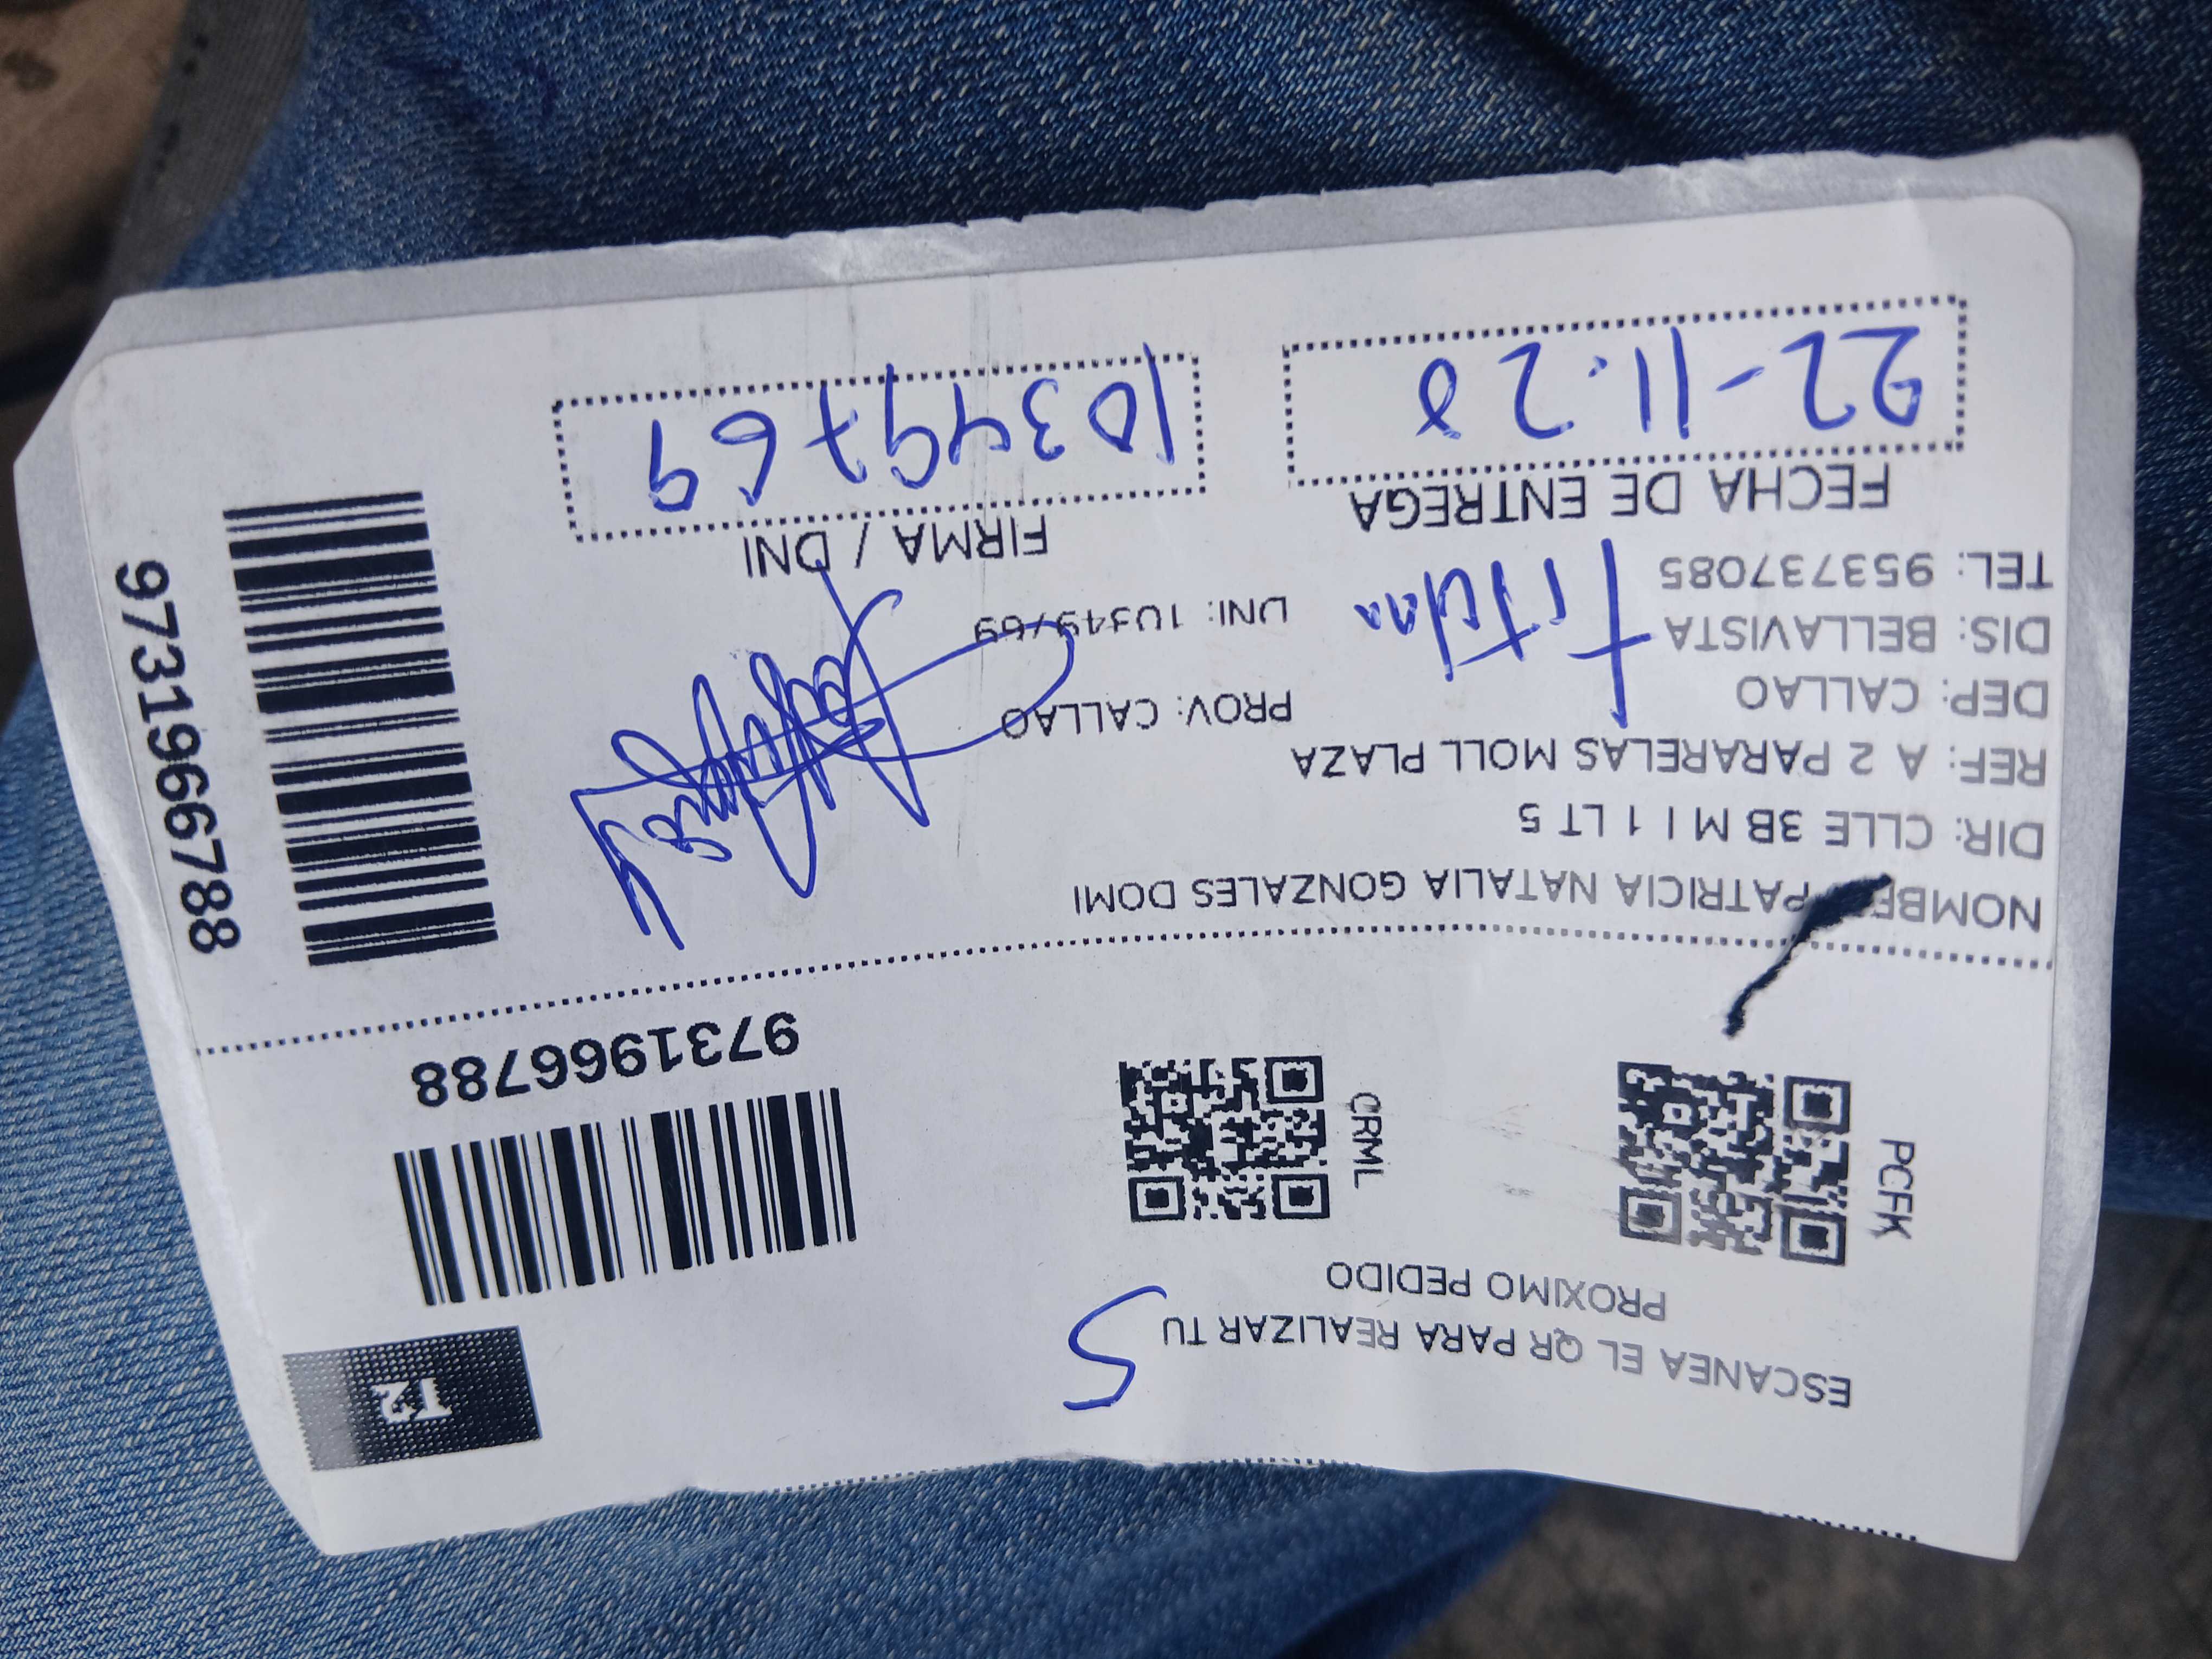 T2
ESCANEA EL QR PARA REALIZAR TU
PROXIMO PEDIDO
5
PCFK
CRML
9731966788
NOMBRE: PATRICIA NATALIA GONZALES DOMI
DIR: CLLE 3B M I 1 LT 5
REF: A 2 PARARELAS MOLL PLAZA
DEP: CALLAO PROV: CALLAO
DIS: BELLAVISTA DNI: 10349769
TEL: 953737085
Titular
FECHA DE ENTREGA FIRMA / DNI
22-11.20 10349769
9731966788